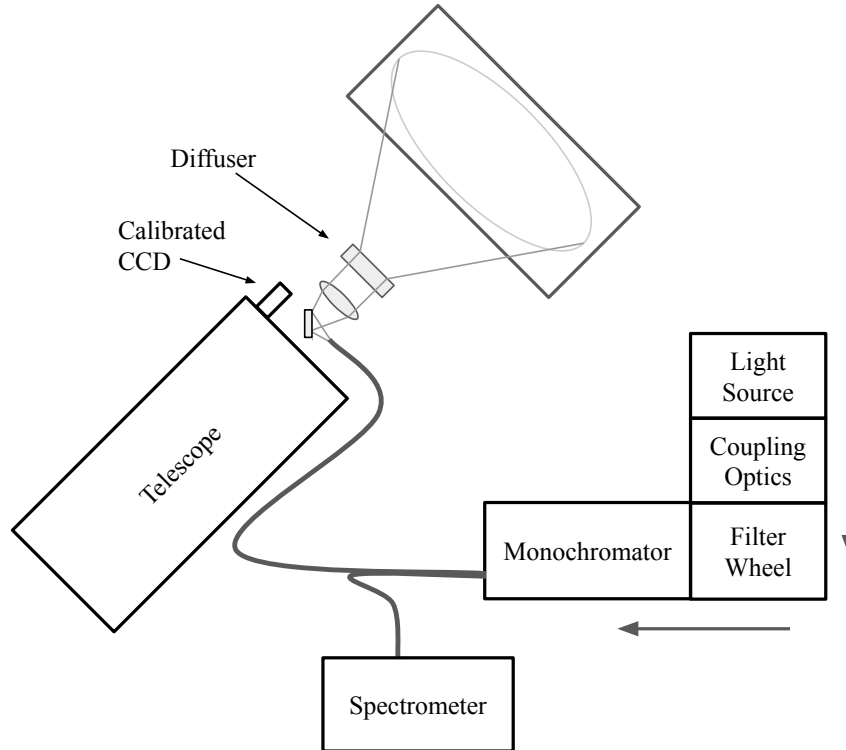 Diffuser
Calibrated
CCD
Telescope
Light
Source
Coupling
Optics
Monochromator
Filter
Wheel
Spectrometer